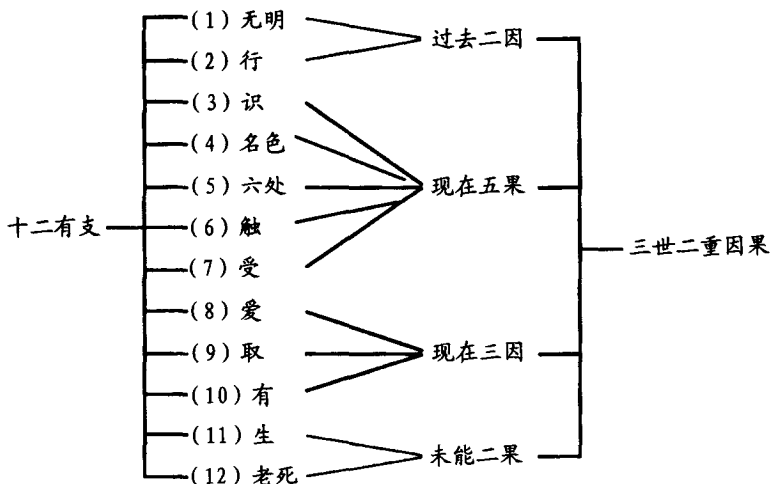 (1) 无明
过去二因
(2) 行
(3) 识
(4) 名色
(5) 六处
现在五果
十二有支
(6) 触
三世二重因果
(7) 受
(8) 爱
(9) 取
现在三因
(10) 有
(11) 生
未能二果
(12) 老死